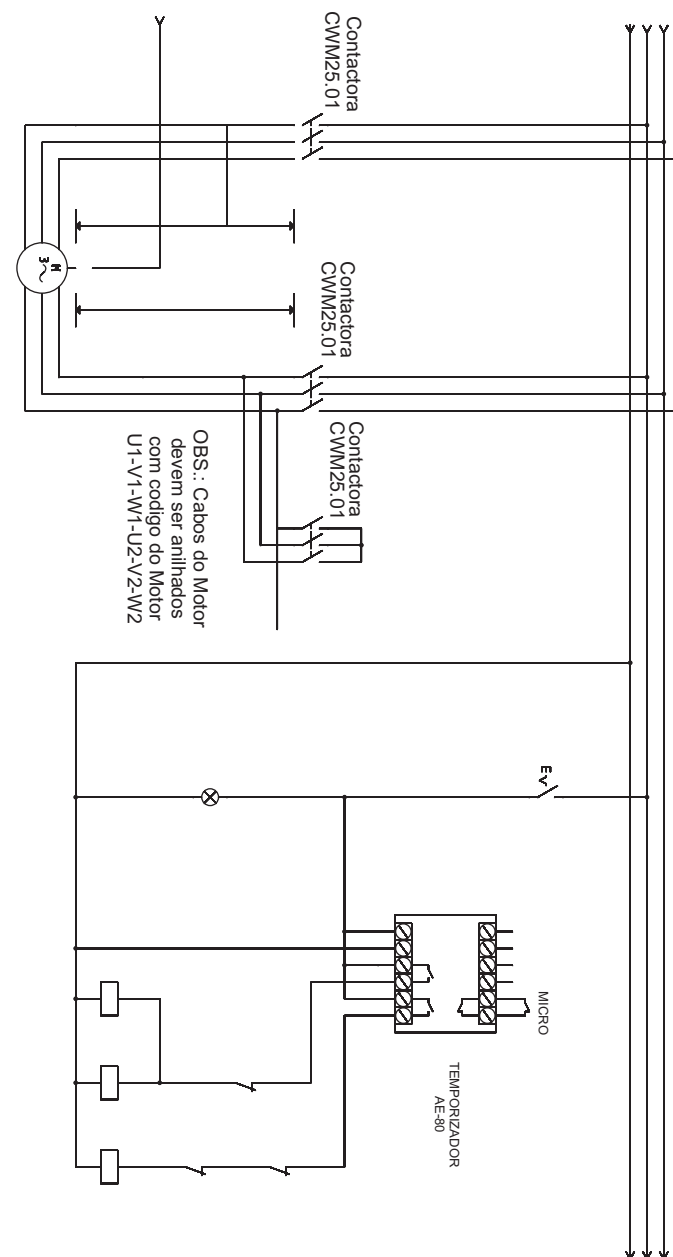 Contactora
CWM25.01
Contactora
CWM25.01
Contactora
CWM25.01
M
3
OBS.: Cabos do Motor
devem ser anilhados
com codigo do Motor
U1-V1-W1-U2-V2-W2
E
MICRO
TEMPORIZADOR
AE-80